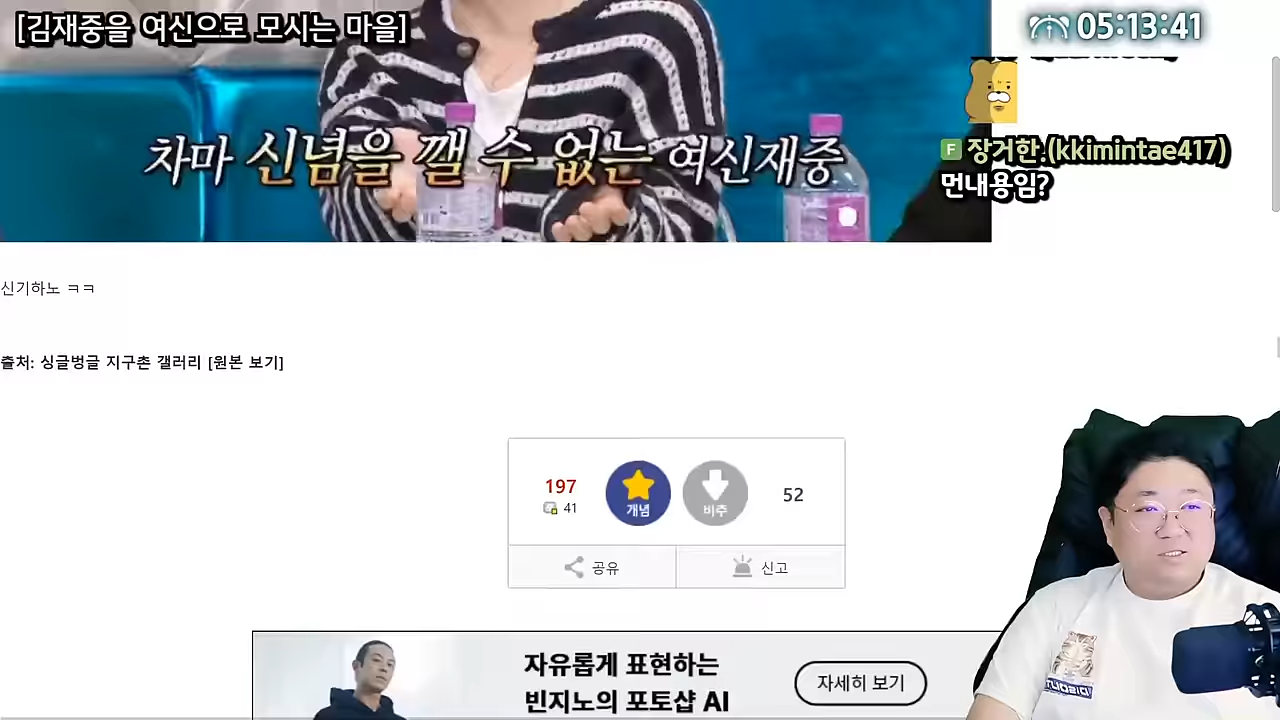 [김재중을 여신으로 모시는 마을]
05:13:41
차마 신념을 깰 수 없는 여신재중
F 장거한.(kkimintae417)
먼내용임?
신기하노 ㅋㅋ
출처: 싱글벙글 지구촌 갤러리 [원본 보기]
197
41
개념
비추
52
공유
신고
자유롭게 표현하는
빈지노의 포토샵 AI
자세히 보기